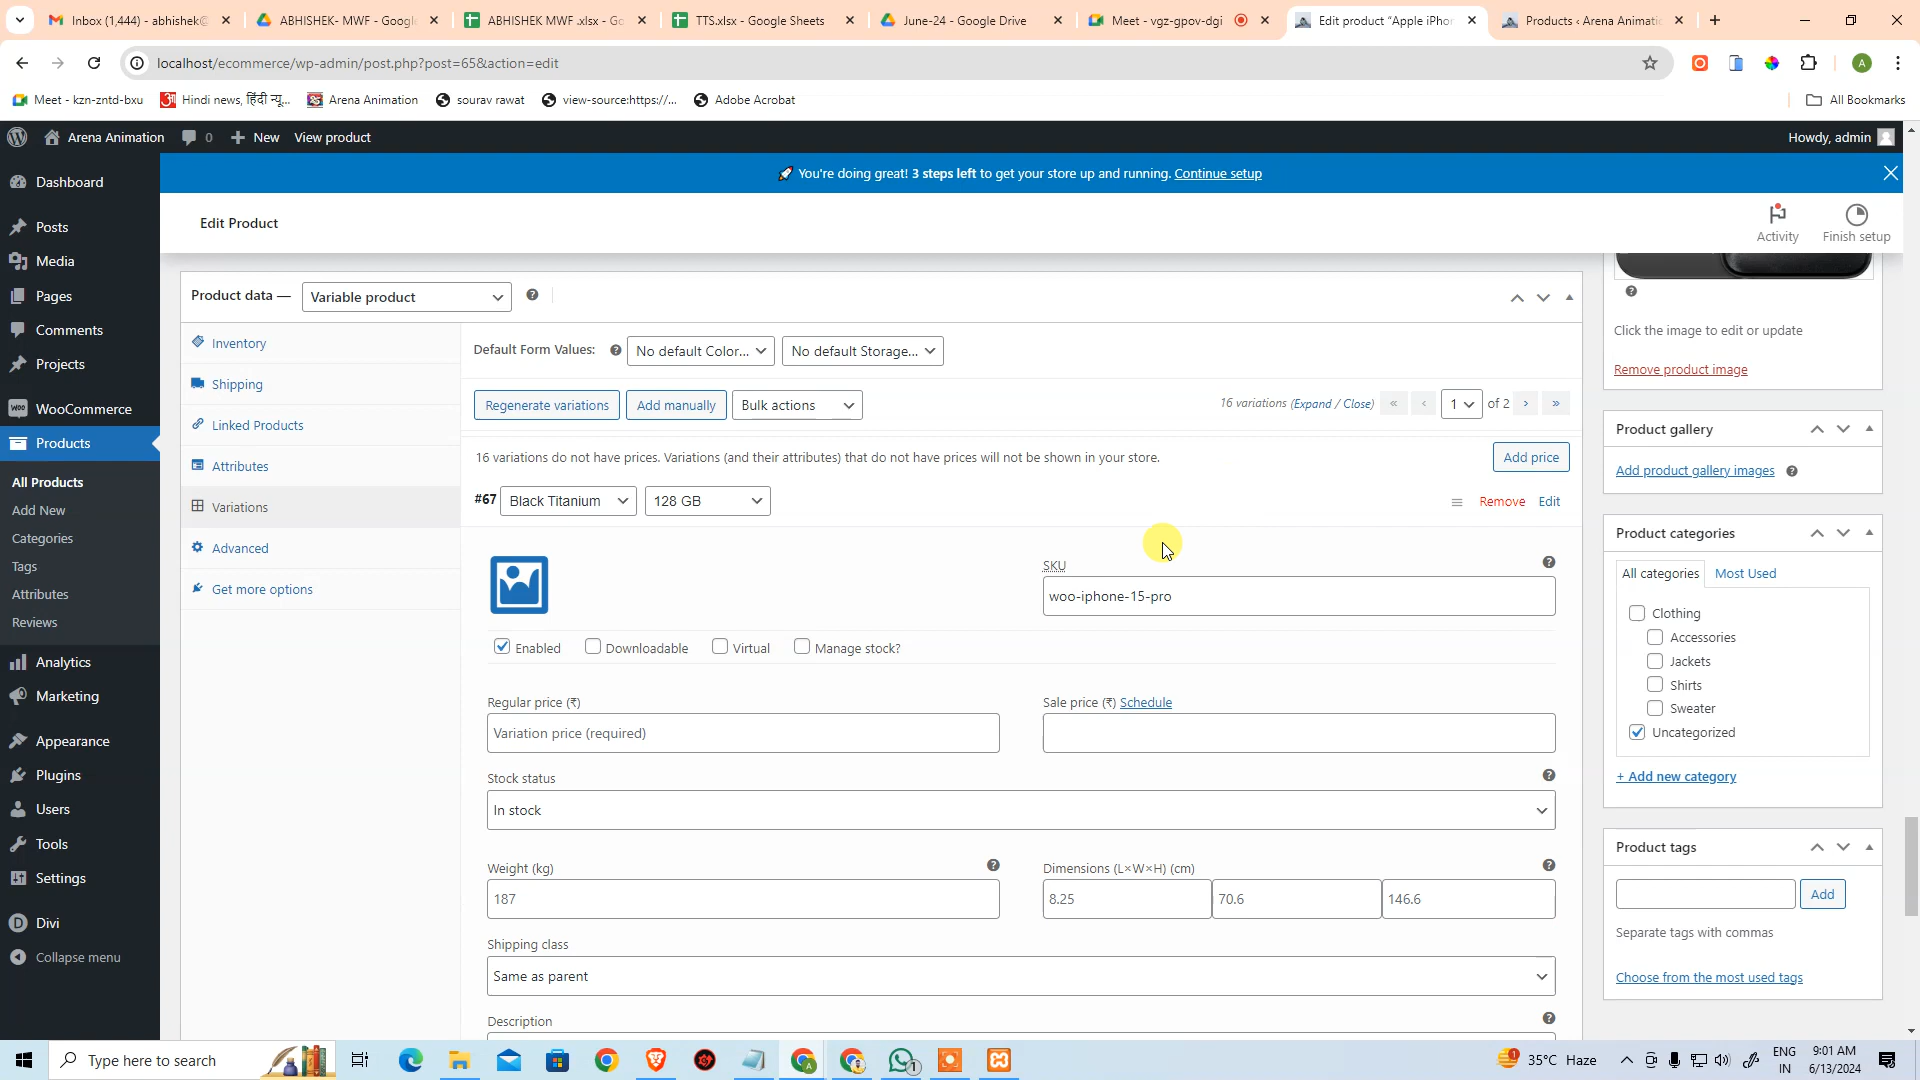 Inbox (1,444) - abhishek@
ABHISHEK- MWF - Google
ABHISHEK MWF .xlsx - Go
TTS.xlsx - Google Sheets
June-24 - Google Drive
Meet - vgz-gpov-dgi
Edit product "Apple iPho
Products ‹ Arena Animatio
localhost/ecommerce/wp-admin/post.php?post=65&action=edit
A
Meet - kzn-zntd-bxu
Hindi news, हिंदी न्यू...
Arena Animation
sourav rawat
view-source:https://...
Adobe Acrobat
All Bookmarks
Arena Animation
0
New
View product
Howdy, admin
You're doing great! 3 steps left to get your store up and running. Continue setup
Edit Product
Activity
Finish setup
Dashboard
Posts
Media
Pages
Comments
Projects
WooCommerce
Products
All Products
Add New
Categories
Tags
Attributes
Reviews
Analytics
Marketing
Appearance
Plugins
Users
Tools
Settings
Divi
Collapse menu
Product data —
Variable product
Inventory
Shipping
Linked Products
Attributes
Variations
Advanced
Get more options
Default Form Values:
No default Color...
No default Storage...
Regenerate variations
Add manually
Bulk actions
16 variations (Expand / Close)
«
‹
1
of 2
›
»
16 variations do not have prices. Variations (and their attributes) that do not have prices will not be shown in your store.
Add price
#67
Black Titanium
128 GB
Remove
Edit
SKU
woo-iphone-15-pro
Enabled
Downloadable
Virtual
Manage stock?
Regular price (₹)
Variation price (required)
Sale price (₹) Schedule
Stock status
In stock
Weight (kg)
187
Dimensions (L×W×H) (cm)
8.25
70.6
146.6
Shipping class
Same as parent
Description
Click the image to edit or update
Remove product image
Product gallery
Add product gallery images
Product categories
All categories
Most Used
Clothing
Accessories
Jackets
Shirts
Sweater
Uncategorized
+ Add new category
Product tags
Add
Separate tags with commas
Choose from the most used tags
Type here to search
35°C Haze
ENG
IN
9:01 AM
6/13/2024